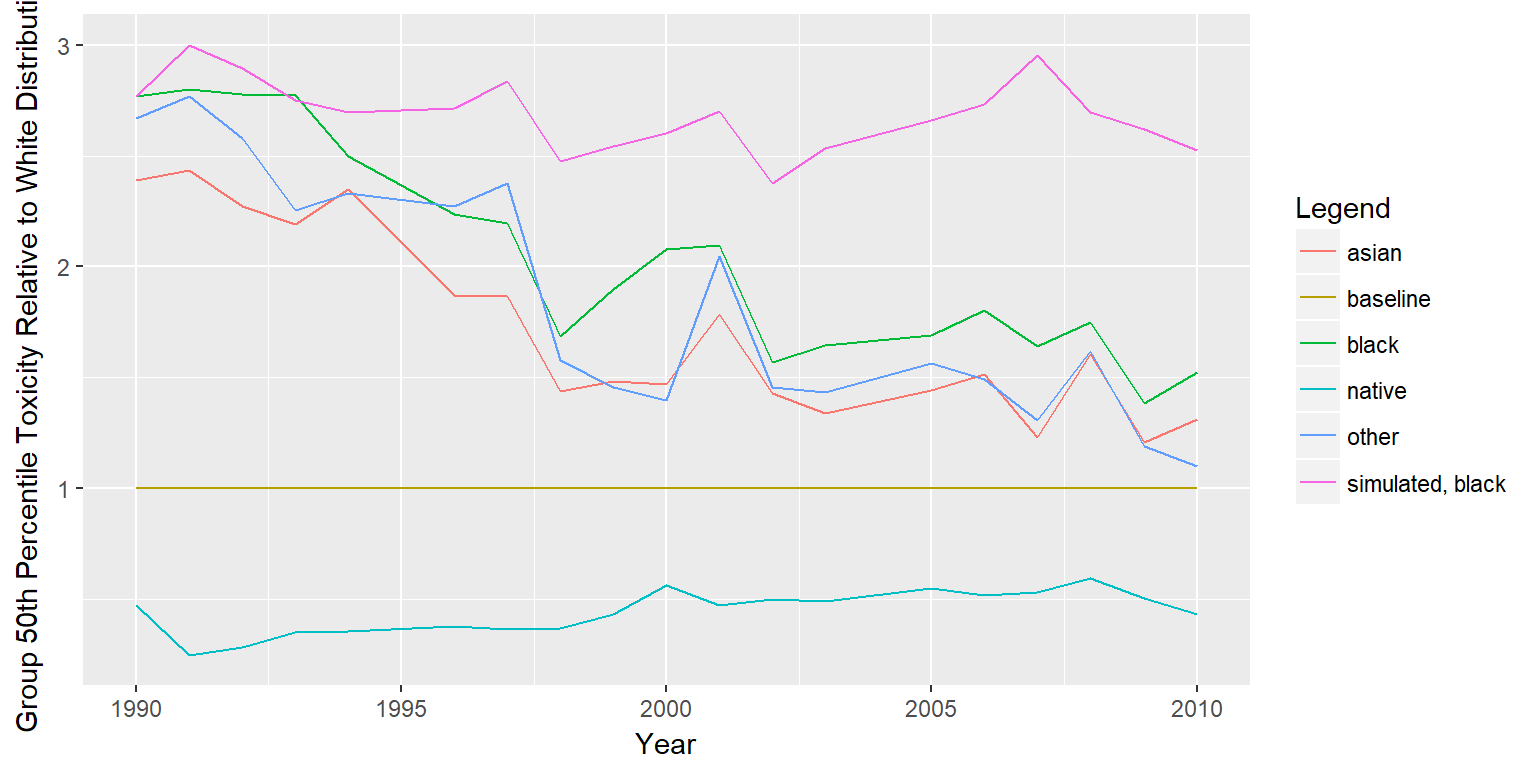 Group 50th Percentile Toxicity Relative to White Distributi
3
2
1
1990 1995 2000 2005 2010
Year
Legend
asian
baseline
black
native
other
simulated, black